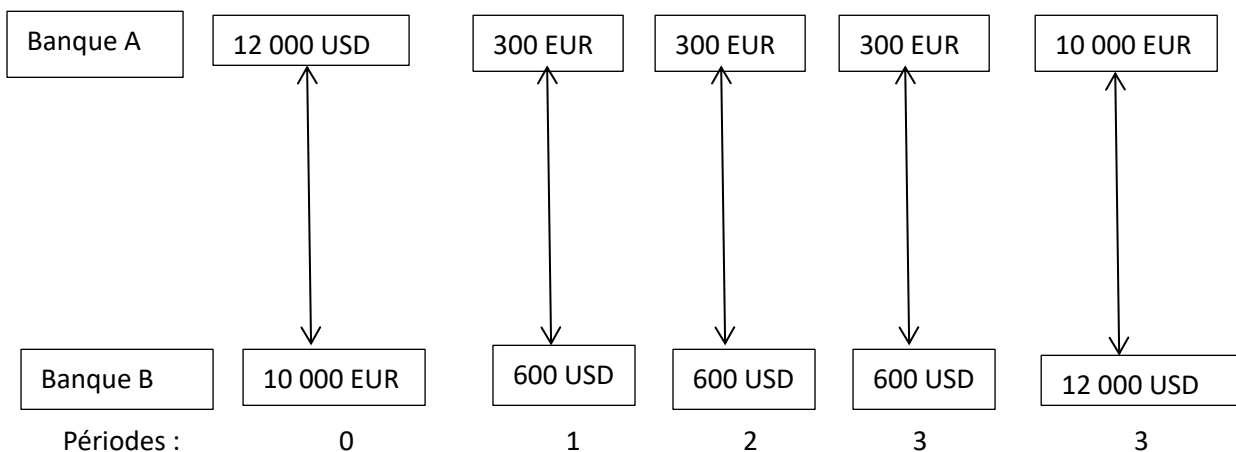 Banque A 12 000 USD 300 EUR 300 EUR 300 EUR 10 000 EUR
Banque B 10 000 EUR 600 USD 600 USD 600 USD 12 000 USD
Périodes : 0 1 2 3 3